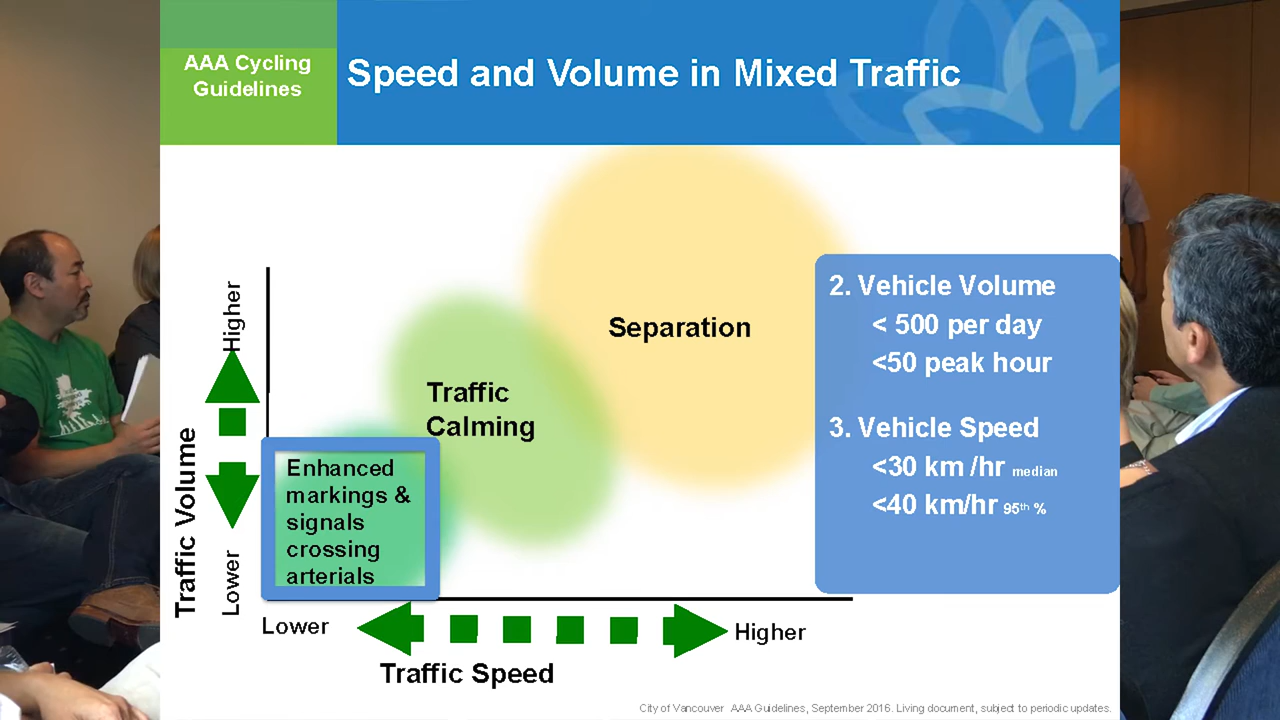 AAA Cycling
Guidelines
Speed and Volume in Mixed Traffic
Higher
Traffic Volume
Lower
Separation
Traffic
Calming
Enhanced
markings &
signals
crossing
arterials
2. Vehicle Volume
< 500 per day
<50 peak hour
3. Vehicle Speed
<30 km /hr median
<40 km/hr 95th %
Lower
Higher
Traffic Speed
City of Vancouver AAA Guidelines, September 2016. Living document, subject to periodic updates.